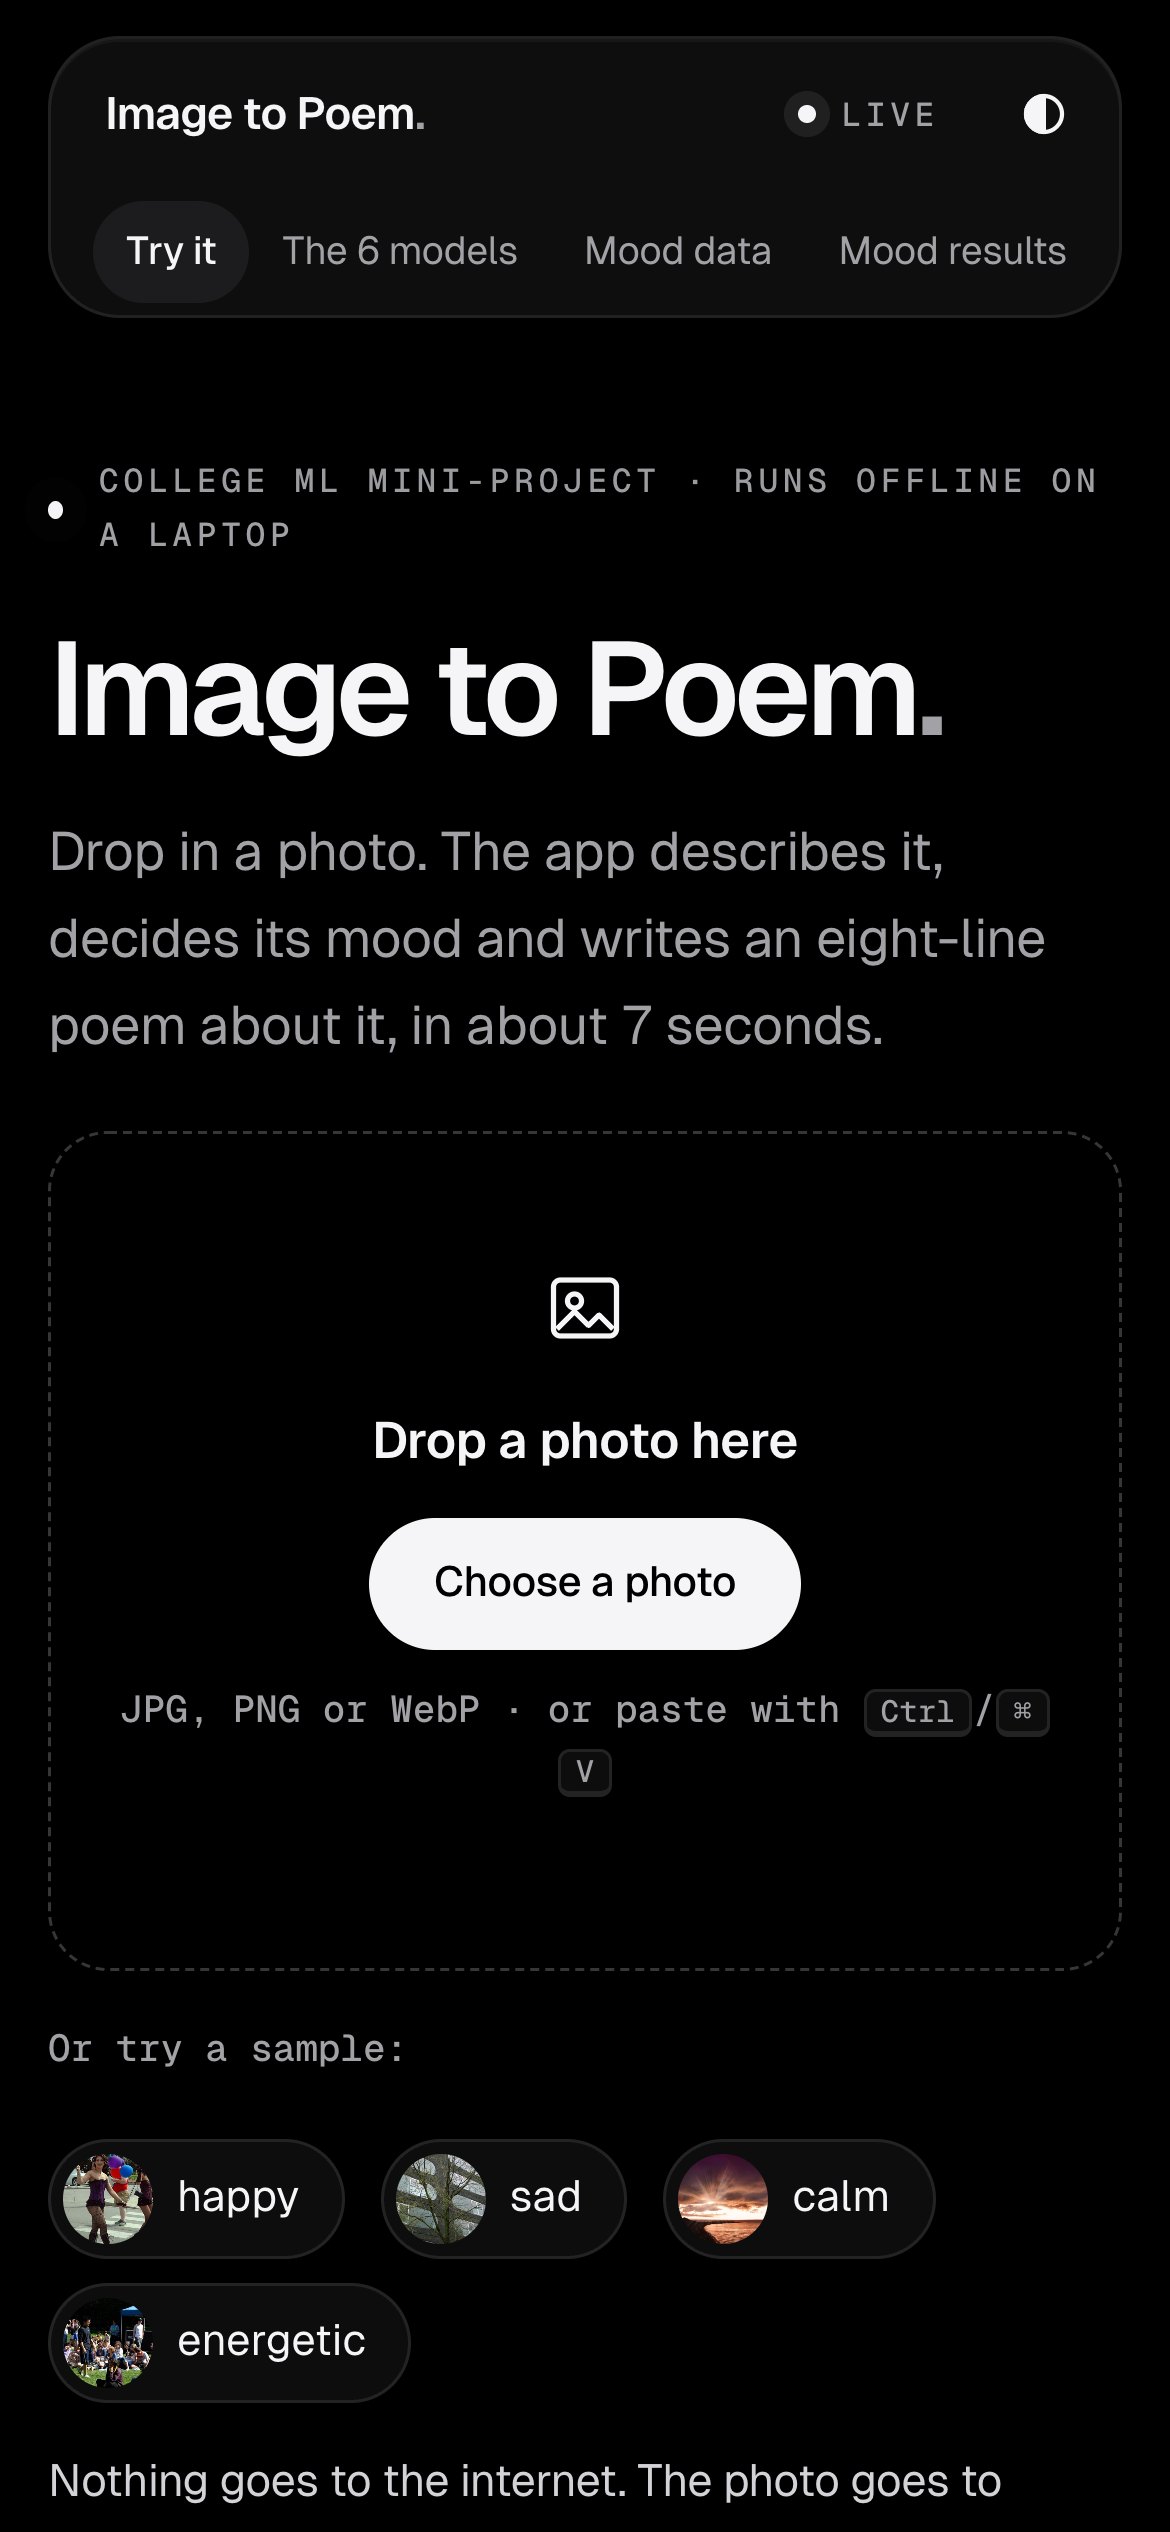 Image to Poem.
LIVE
Try it
The 6 models
Mood data
Mood results
COLLEGE ML MINI-PROJECT · RUNS OFFLINE ON
A LAPTOP
Image to Poem.
Drop in a photo. The app describes it,
decides its mood and writes an eight-line
poem about it, in about 7 seconds.
Drop a photo here
Choose a photo
JPG, PNG or WebP · or paste with Ctrl/⌘
V
Or try a sample:
happy
sad
calm
energetic
Nothing goes to the internet. The photo goes to